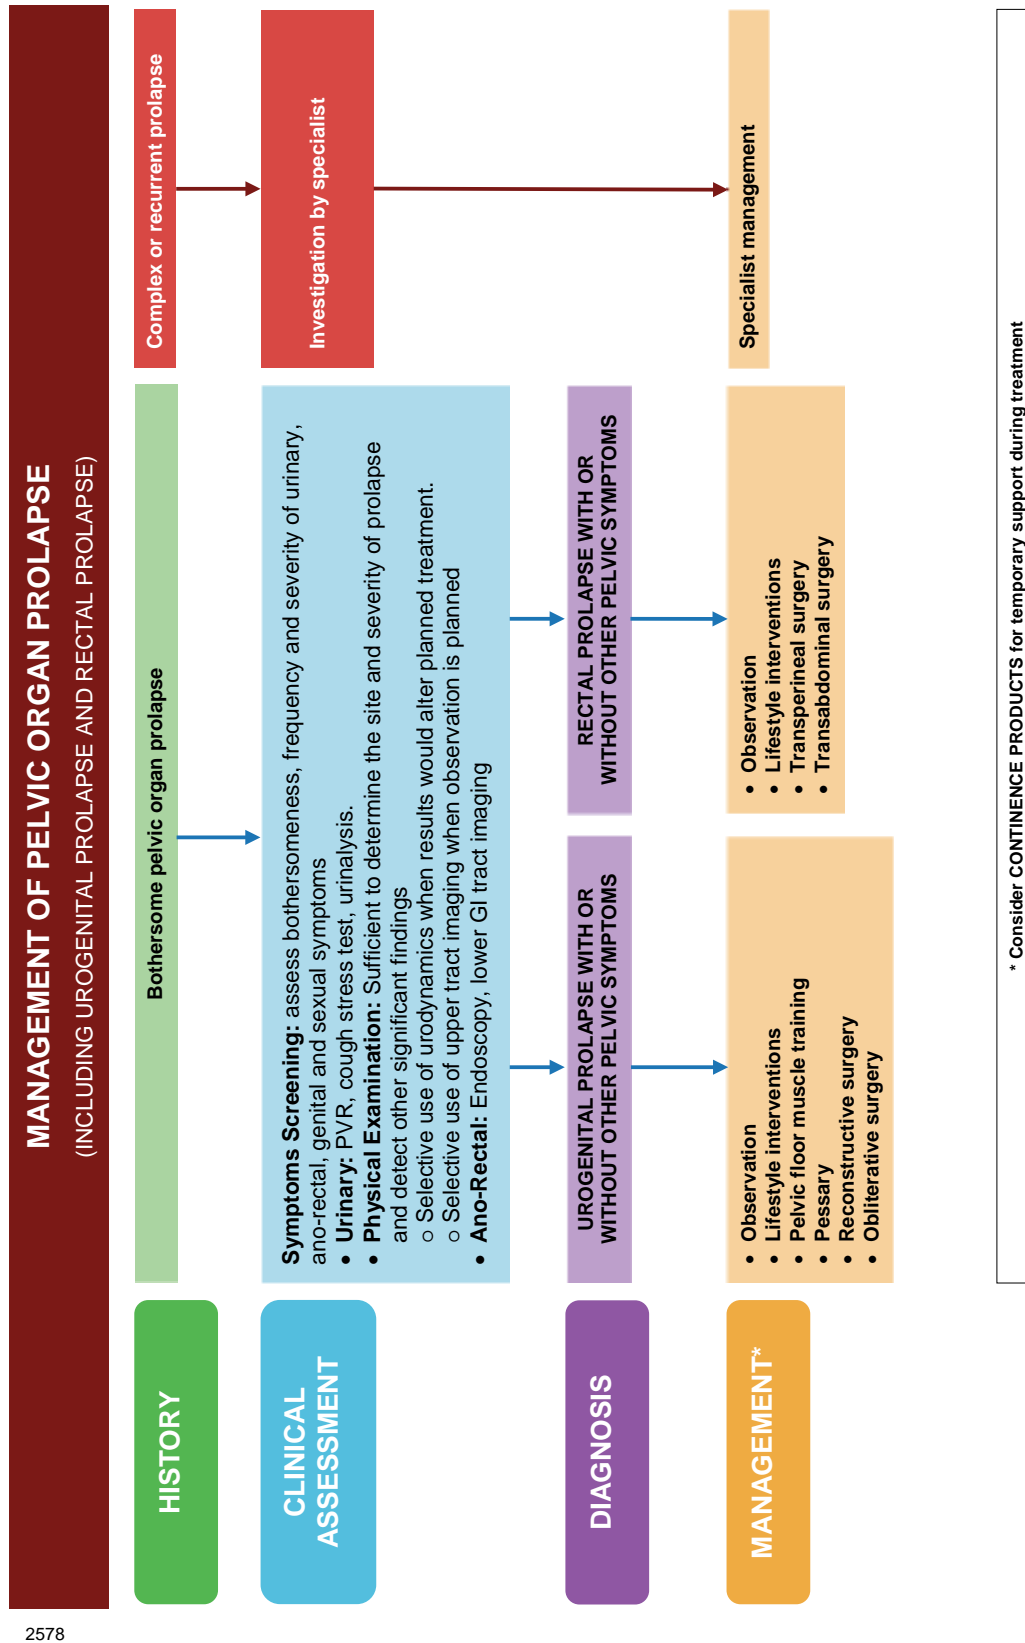 MANAGEMENT OF PELVIC ORGAN PROLAPSE
(INCLUDING UROGENITAL PROLAPSE AND RECTAL PROLAPSE)
HISTORY
Bothersome pelvic organ prolapse
Complex or recurrent prolapse
CLINICAL
ASSESSMENT
Symptoms Screening: assess bothersomeness, frequency and severity of urinary,
ano-rectal, genital and sexual symptoms
• Urinary: PVR, cough stress test, urinalysis.
• Physical Examination: Sufficient to determine the site and severity of prolapse
and detect other significant findings
○ Selective use of urodynamics when results would alter planned treatment.
○ Selective use of upper tract imaging when observation is planned
• Ano-Rectal: Endoscopy, lower GI tract imaging
Investigation by specialist
DIAGNOSIS
UROGENITAL PROLAPSE WITH OR
WITHOUT OTHER PELVIC SYMPTOMS
RECTAL PROLAPSE WITH OR
WITHOUT OTHER PELVIC SYMPTOMS
MANAGEMENT*
• Observation
• Lifestyle interventions
• Pelvic floor muscle training
• Pessary
• Reconstructive surgery
• Obliterative surgery
• Observation
• Lifestyle interventions
• Transperineal surgery
• Transabdominal surgery
Specialist management
* Consider CONTINENCE PRODUCTS for temporary support during treatment
2578